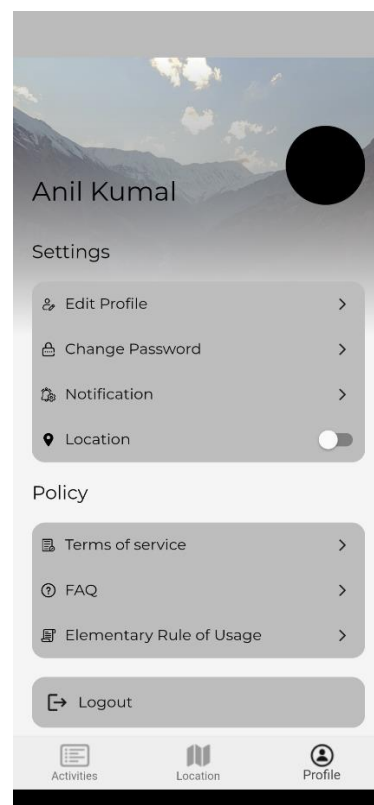 Anil Kumal
Settings
Edit Profile
Change Password
Notification
Location
Policy
Terms of service
FAQ
Elementary Rule of Usage
Logout
Activities
Location
Profile